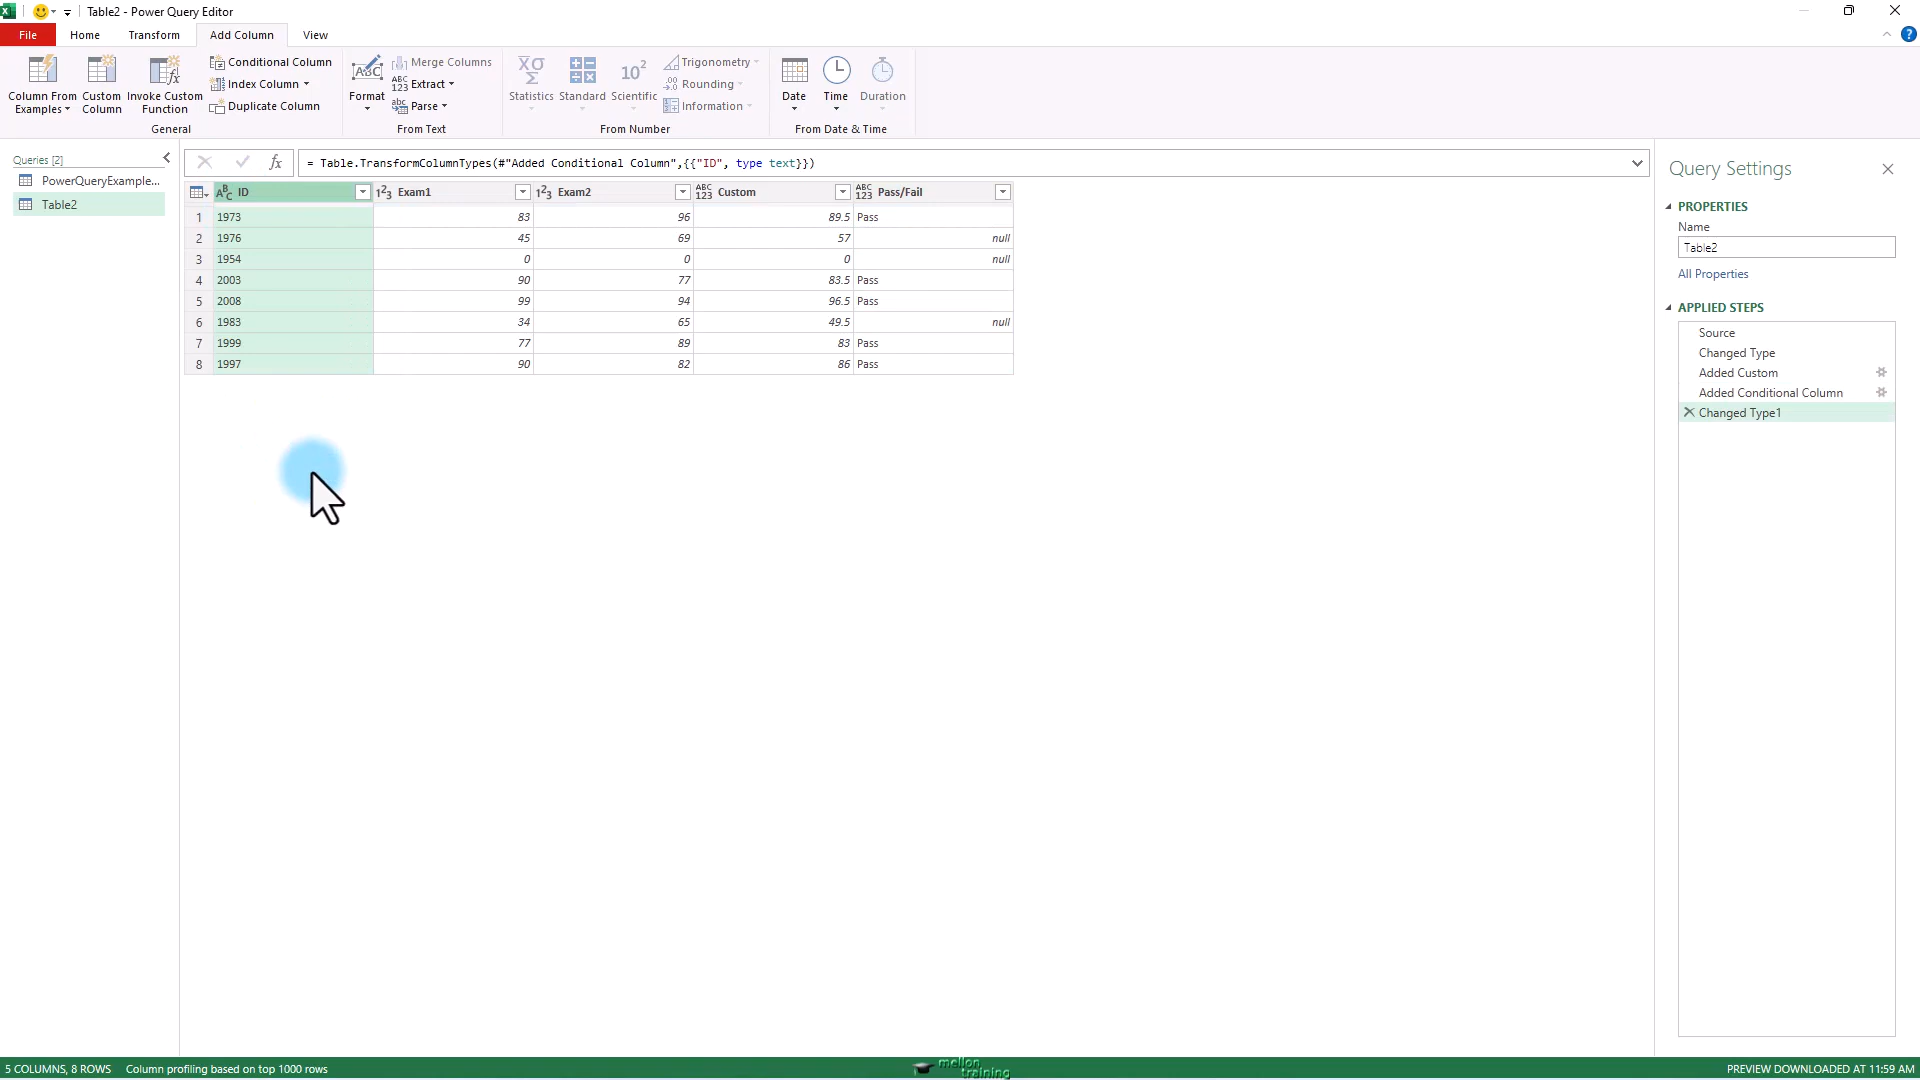 Table2 - Power Query Editor
File Home Transform Add Column View
Column From Examples
Custom Column
Invoke Custom Function
Conditional Column
Index Column
Duplicate Column
General
Format
Merge Columns
Extract
Parse
From Text
Statistics
Standard
Scientific
Trigonometry
Rounding
Information
From Number
Date
Time
Duration
From Date & Time
Queries [2]
PowerQueryExample...
Table2
fx
= Table.TransformColumnTypes(#"Added Conditional Column",{{"ID", type text}})
ID Exam1 Exam2 Custom Pass/Fail
1 1973 83 96 89.5 Pass
2 1976 45 69 57 null
3 1954 0 0 0 null
4 2003 90 77 83.5 Pass
5 2008 99 94 96.5 Pass
6 1983 34 65 49.5 null
7 1999 77 89 83 Pass
8 1997 90 82 86 Pass
Query Settings
PROPERTIES
Name
Table2
All Properties
APPLIED STEPS
Source
Changed Type
Added Custom
Added Conditional Column
Changed Type1
5 COLUMNS, 8 ROWS Column profiling based on top 1000 rows
mellon
training
PREVIEW DOWNLOADED AT 11:59 AM